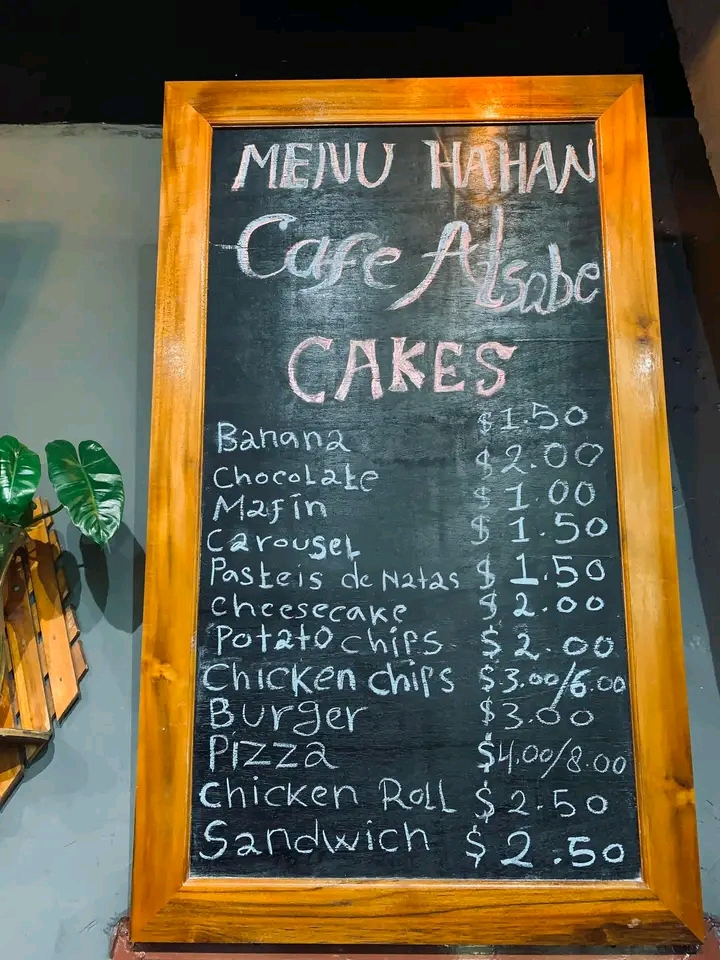 MENU HAHAN
Cafe Alsabe
CAKES
Banana $1.50
Chocolate $2.00
Mafin $1.00
Carousel $1.50
Pasteis de Natas $1.50
Cheesecake $2.00
Potato chips $2.00
Chicken chips $3.00/6.00
Burger $3.00
Pizza $4.00/8.00
Chicken Roll $2.50
Sandwich $2.50